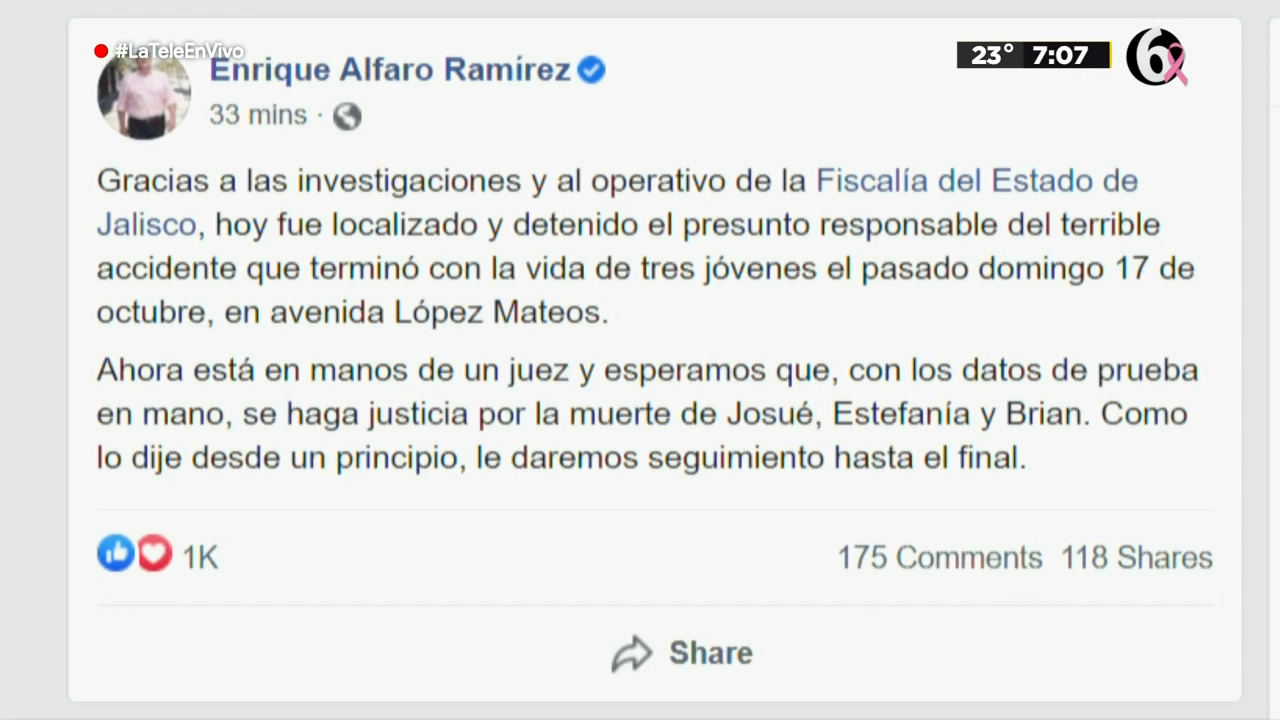 #LaTeleEnVivo
23° 7:07
6
Enrique Alfaro Ramírez
33 mins ·
Gracias a las investigaciones y al operativo de la Fiscalía del Estado de
Jalisco, hoy fue localizado y detenido el presunto responsable del terrible
accidente que terminó con la vida de tres jóvenes el pasado domingo 17 de
octubre, en avenida López Mateos.
Ahora está en manos de un juez y esperamos que, con los datos de prueba
en mano, se haga justicia por la muerte de Josué, Estefanía y Brian. Como
lo dije desde un principio, le daremos seguimiento hasta el final.
1K
175 Comments 118 Shares
Share